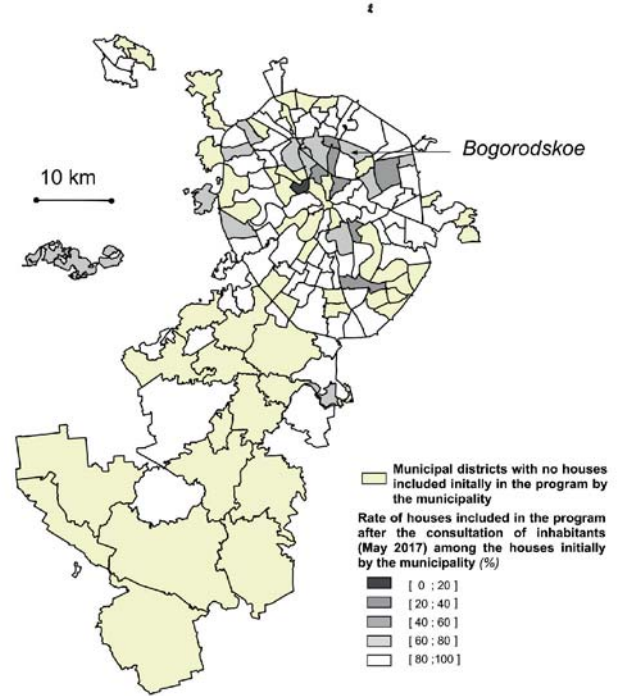 Bogorodskoe
10 km
Municipal districts with no houses
included initally in the program by
the municipality
Rate of houses included in the program
after the consultation of inhabitants
(May 2017) among the houses initially
by the municipality (%)
[ 0 ; 20 ]
[ 20 ; 40 ]
[ 40 ; 60 ]
[ 60 ; 80 ]
[ 80 ;100 ]